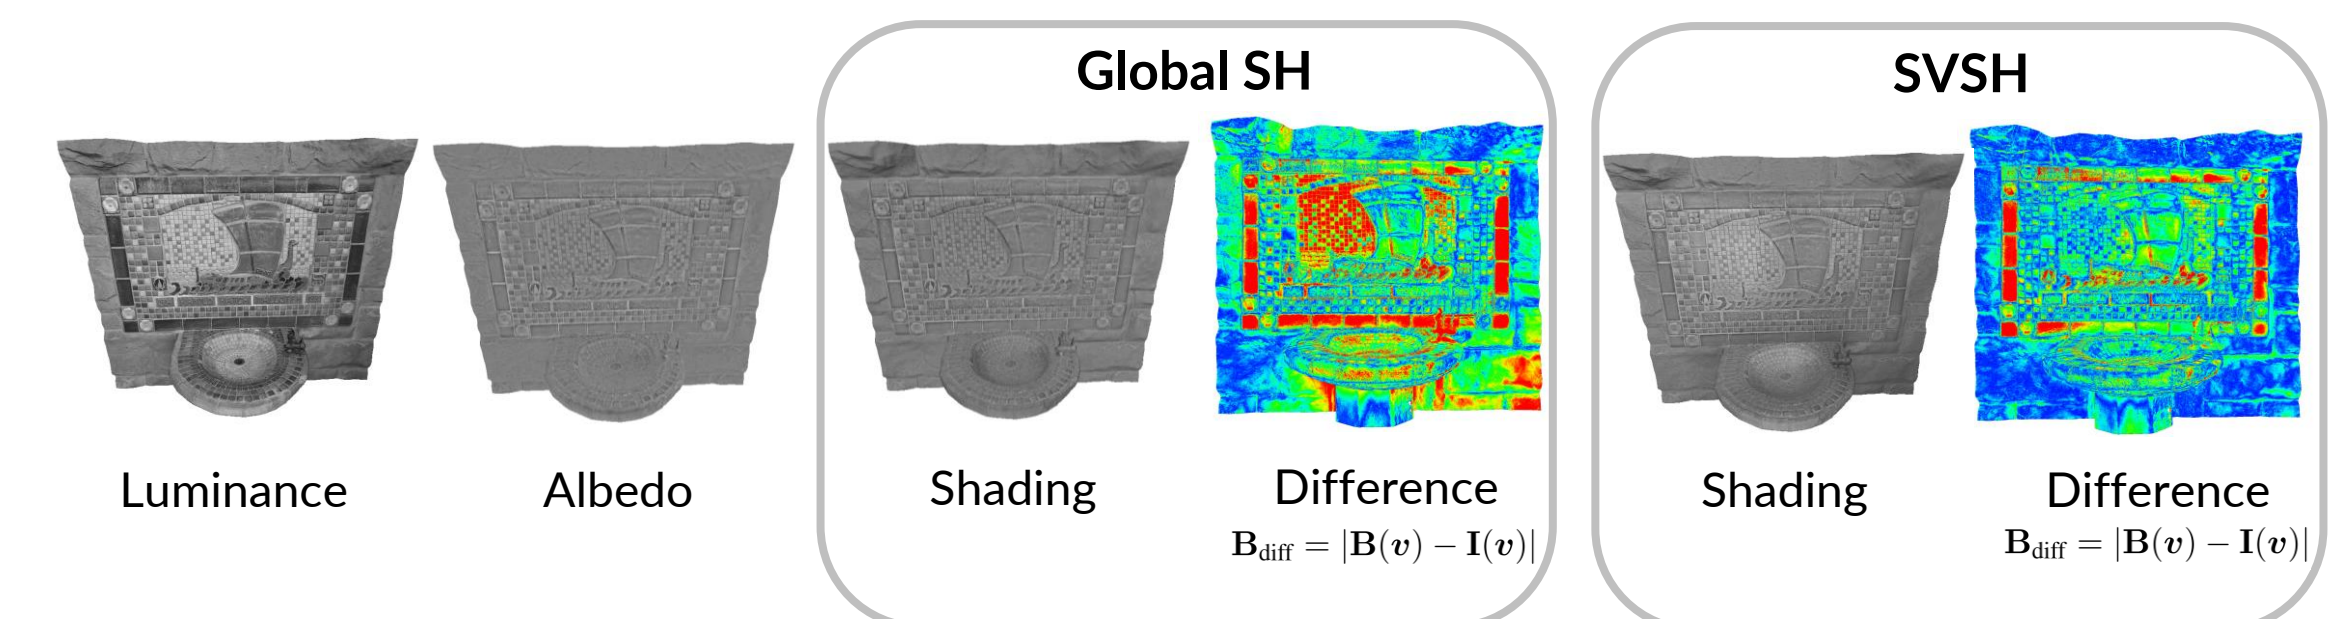 Global SH
SVSH
Luminance
Albedo
Shading
Difference
Shading
Difference
B_diff = |B(v) − I(v)|
B_diff = |B(v) − I(v)|